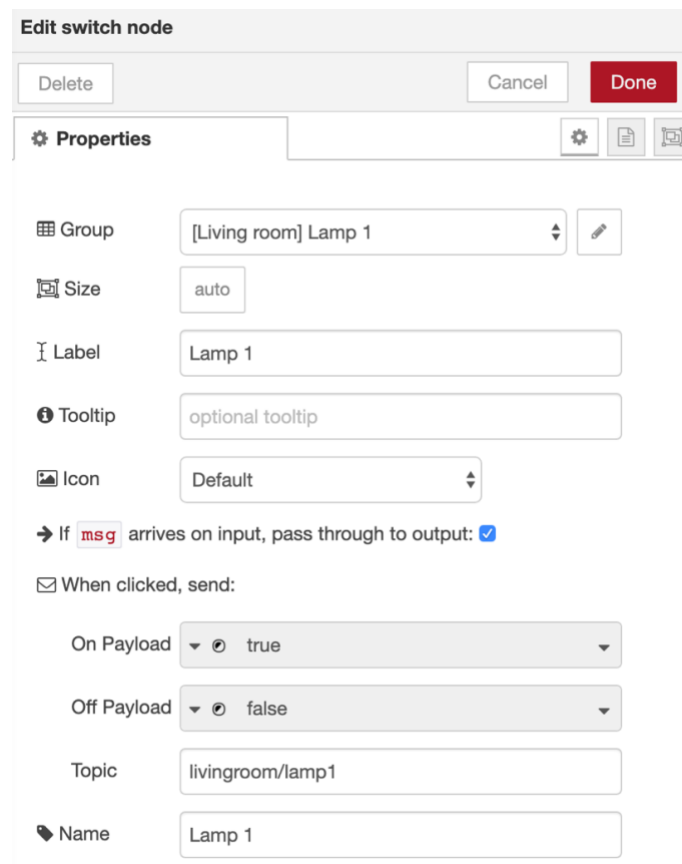 Edit switch node
Delete Cancel Done
Properties
Group [Living room] Lamp 1
Size auto
Label Lamp 1
Tooltip optional tooltip
Icon Default
If msg arrives on input, pass through to output:
When clicked, send:
On Payload true
Off Payload false
Topic livingroom/lamp1
Name Lamp 1